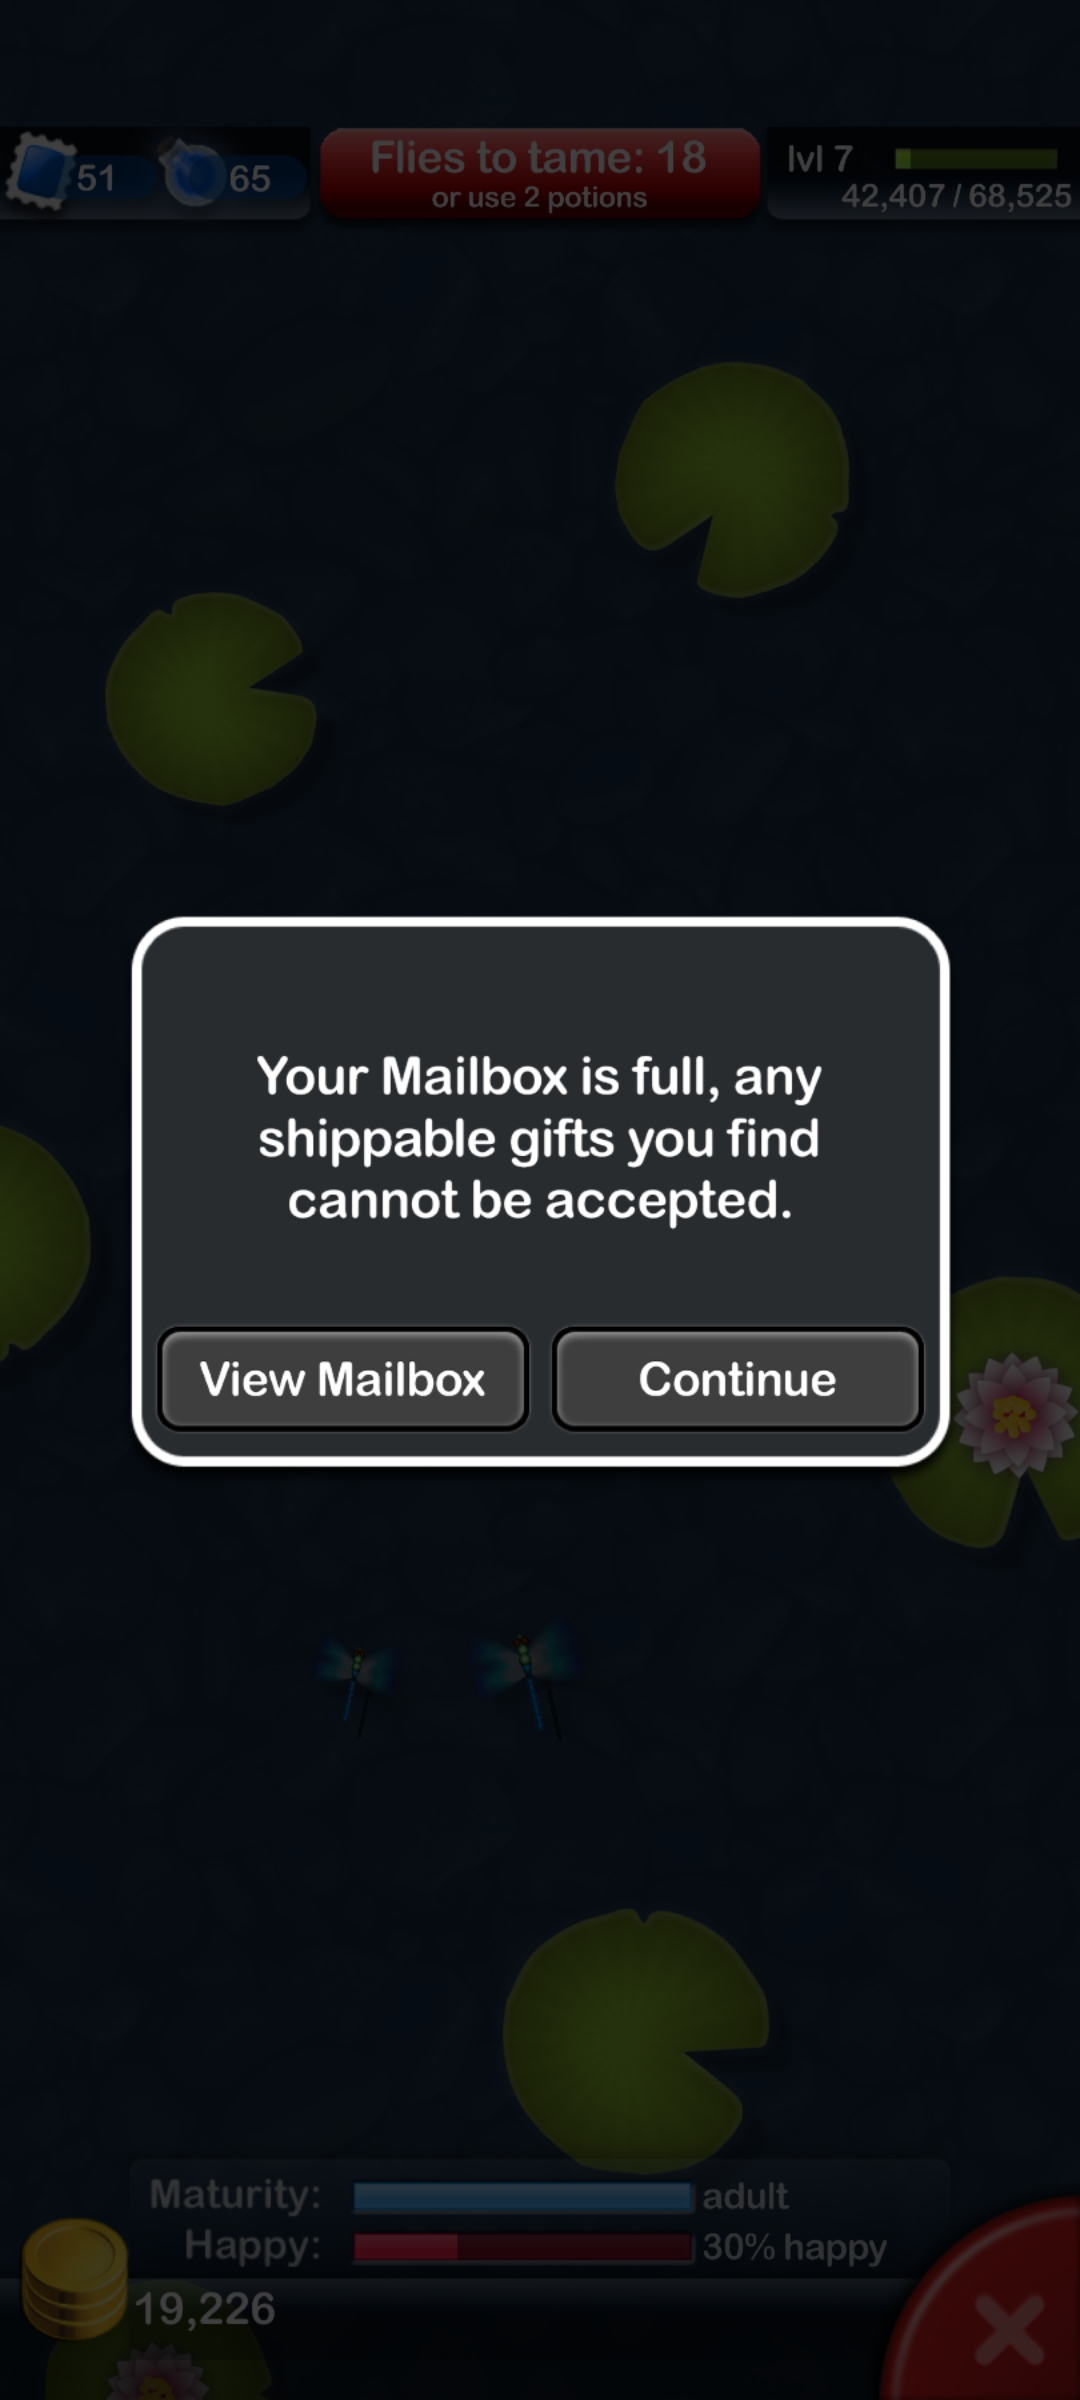 51
65
Flies to tame: 18
or use 2 potions
lvl 7
42,407 / 68,525
Your Mailbox is full, any
shippable gifts you find
cannot be accepted.
View Mailbox
Continue
Maturity:
adult
Happy:
30% happy
19,226